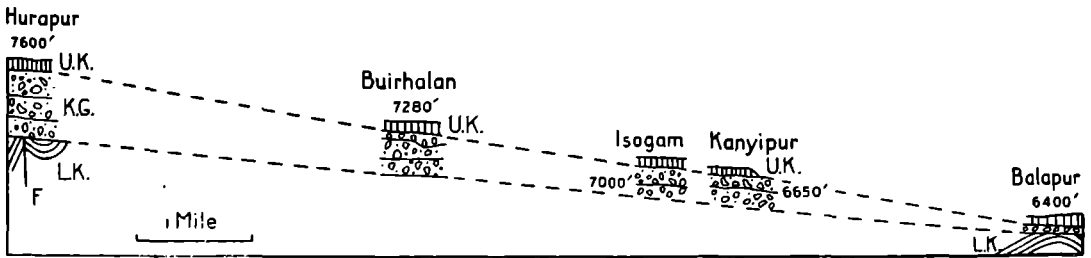 Hurapur
7600′
U.K.
K.G.
L.K.
F
1 Mile
Buirhalan
7280′
U.K.
Isogam
7000′
Kanyipur
U.K.
6650′
Balapur
6400′
L.K.